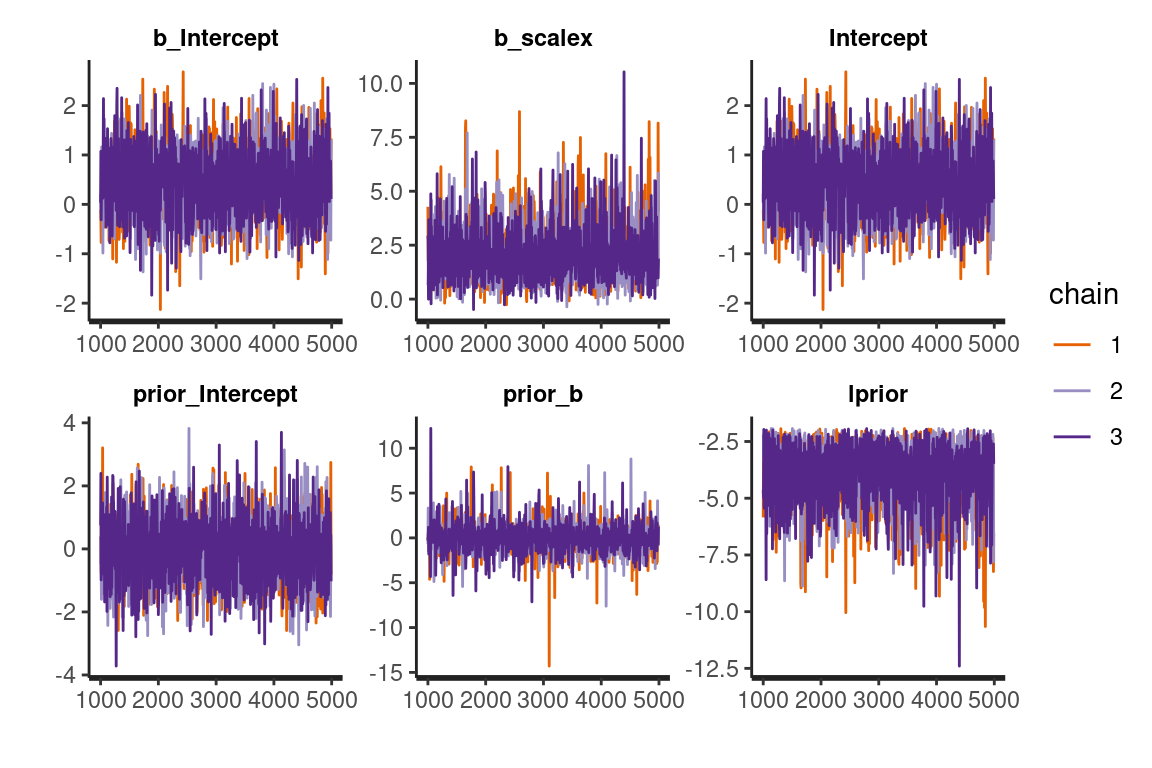 b_Intercept b_scalex Intercept
2 10.0 2
1 7.5 1
0 5.0 0
-1 2.5 -1
-2 0.0 -2
1000 2000 3000 4000 5000 1000 2000 3000 4000 5000 1000 2000 3000 4000 5000
prior_Intercept prior_b lprior
4 10 -2.5
2 5 -5.0
0 0 -7.5
-2 -5 -10.0
-4 -10 -12.5
-15
1000 2000 3000 4000 5000 1000 2000 3000 4000 5000 1000 2000 3000 4000 5000
chain
1
2
3